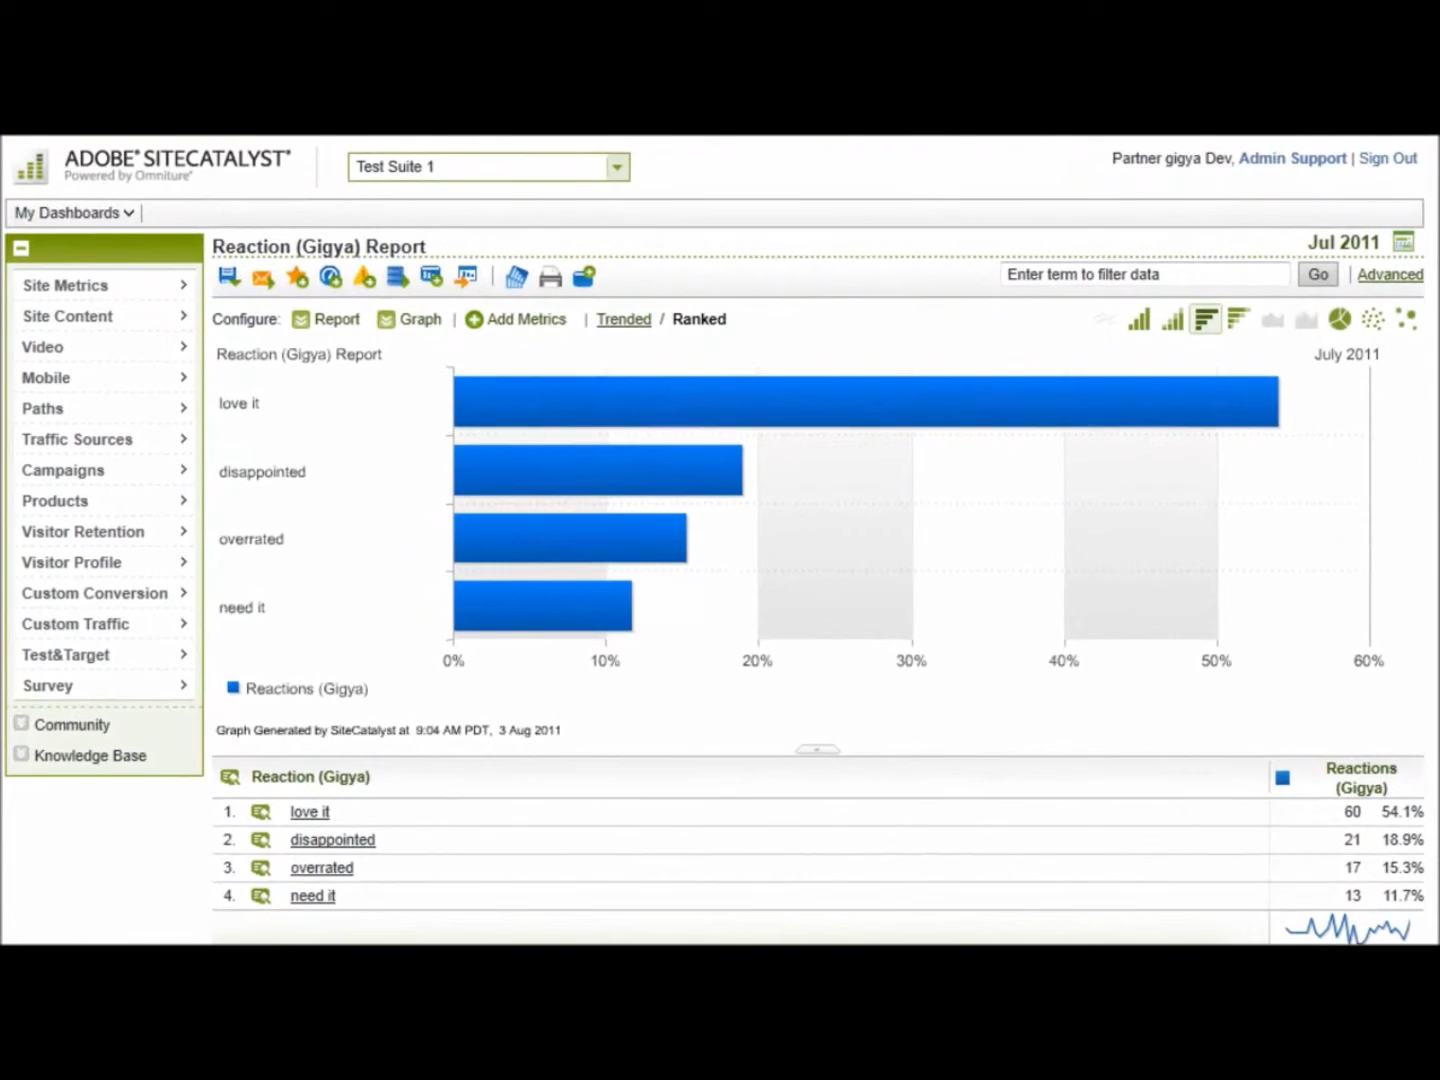 ADOBE® SITECATALYST®
Powered by Omniture®
Test Suite 1
Partner gigya Dev, Admin Support | Sign Out
My Dashboards
Reaction (Gigya) Report
Jul 2011
Enter term to filter data
Go
Advanced
Configure: Report Graph | Add Metrics | Trended / Ranked
Site Metrics
Site Content
Video
Mobile
Paths
Traffic Sources
Campaigns
Products
Visitor Retention
Visitor Profile
Custom Conversion
Custom Traffic
Test&Target
Survey
Community
Knowledge Base
Reaction (Gigya) Report
July 2011
love it
disappointed
overrated
need it
0% 10% 20% 30% 40% 50% 60%
Reactions (Gigya)
Graph Generated by SiteCatalyst at 9:04 AM PDT, 3 Aug 2011
Reaction (Gigya)
Reactions
(Gigya)
1. love it 60 54.1%
2. disappointed 21 18.9%
3. overrated 17 15.3%
4. need it 13 11.7%